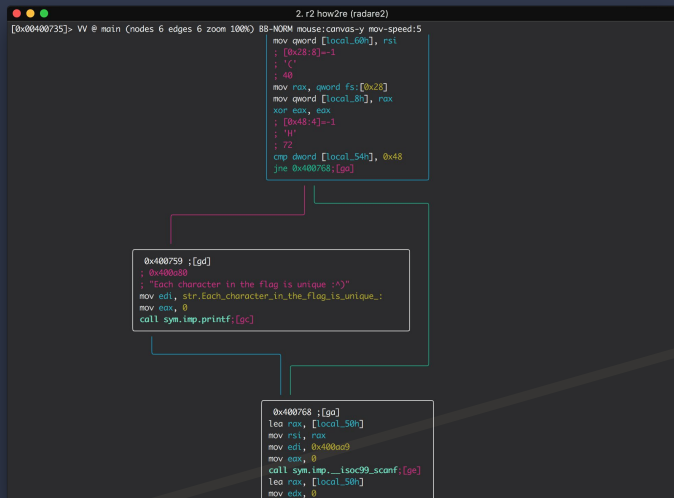 2. r2 how2re (radare2)
[0x00400735]> VV @ main (nodes 6 edges 6 zoom 100%) BB-NORM mouse:canvas-y mov-speed:5
mov qword [local_60h], rsi
; [0x28:8]=-1
; '('
; 40
mov rax, qword fs:[0x28]
mov qword [local_8h], rax
xor eax, eax
; [0x48:4]=-1
; 'H'
; 72
cmp dword [local_54h], 0x48
jne 0x400768;[ga]
0x400759 ;[gd]
; 0x400a80
; "Each character in the flag is unique :^)"
mov edi, str.Each_character_in_the_flag_is_unique_:
mov eax, 0
call sym.imp.printf;[gc]
0x400768 ;[ga]
lea rax, [local_50h]
mov rsi, rax
mov edi, 0x400aa9
mov eax, 0
call sym.imp.__isoc99_scanf;[ge]
lea rax, [local_50h]
mov edx, 0